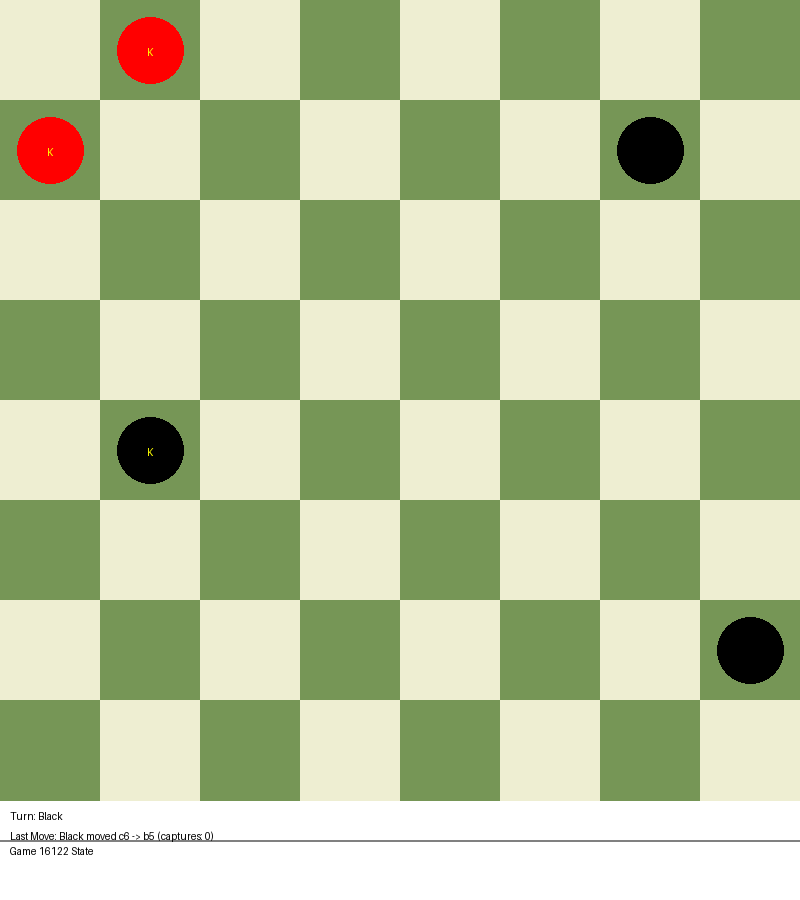 K
K
K
Turn: Black
Last Move: Black moved c6 -> b5 (captures: 0)
Game 16122 State